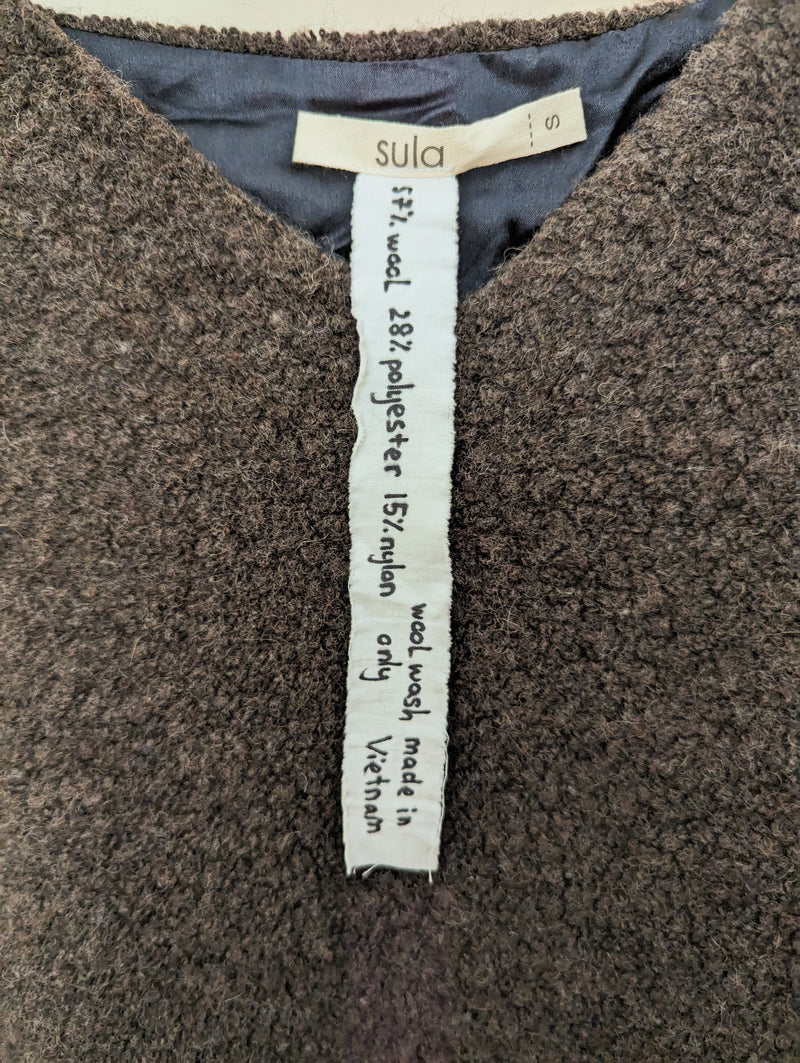 sula
S
57% wool 28% polyester 15% nylon
wool wash
only
made in
Vietnam